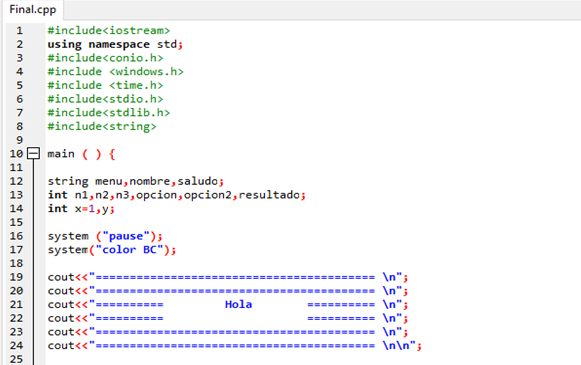 Final.cpp
1 #include<iostream>
2 using namespace std;
3 #include<conio.h>
4 #include <windows.h>
5 #include <time.h>
6 #include<stdio.h>
7 #include<stdlib.h>
8 #include<string>
9
10 main ( ) {
11
12 string menu,nombre,saludo;
13 int n1,n2,n3,opcion,opcion2,resultado;
14 int x=1,y;
15
16 system ("pause");
17 system("color BC");
18
19 cout<<"========================================= \n";
20 cout<<"========================================= \n";
21 cout<<"==========         Hola        ========== \n";
22 cout<<"==========                     ========== \n";
23 cout<<"========================================= \n";
24 cout<<"========================================= \n\n";
25